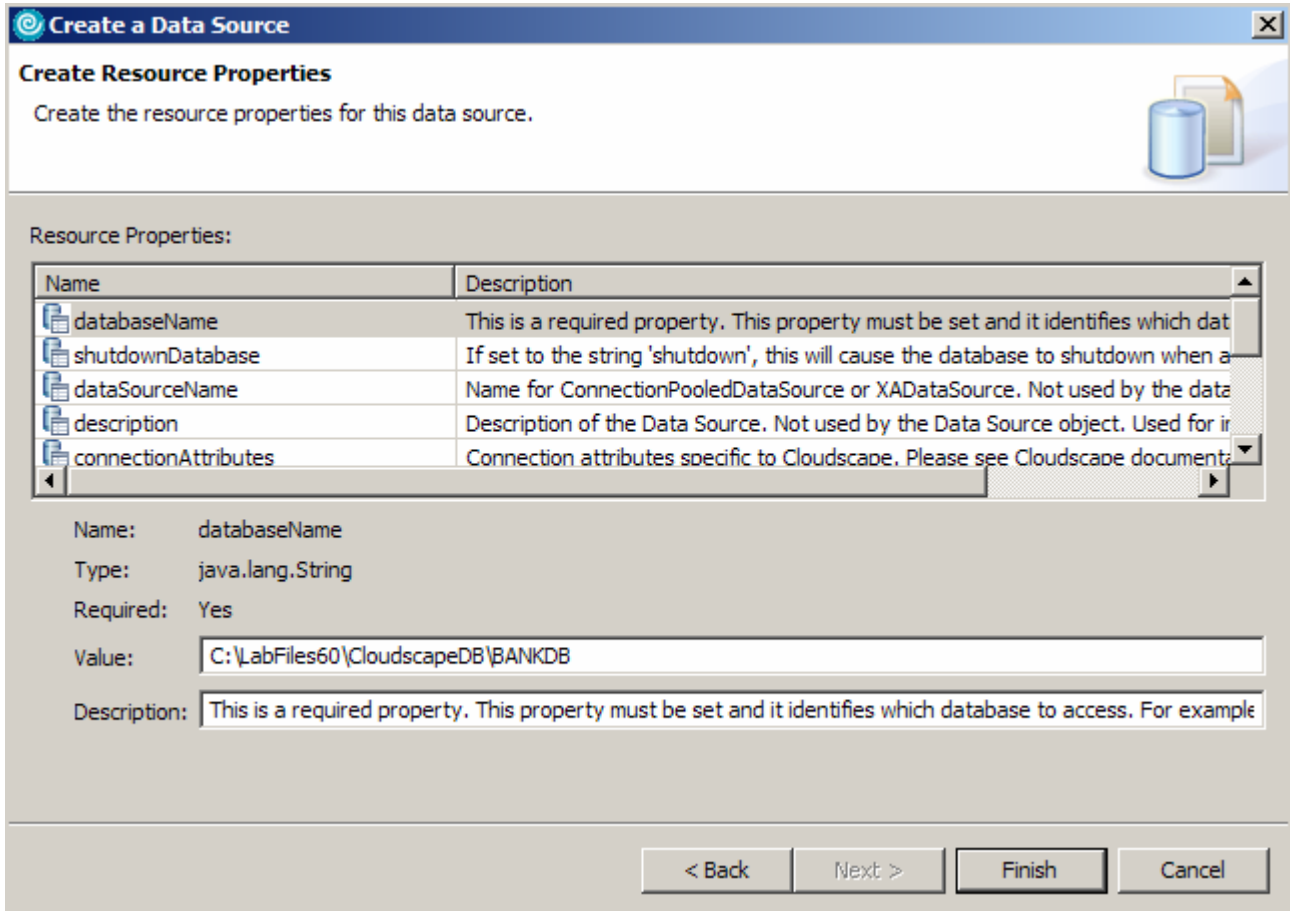 Create a Data Source
Create Resource Properties
Create the resource properties for this data source.
Resource Properties:
Name Description
databaseName This is a required property. This property must be set and it identifies which dat
shutdownDatabase If set to the string 'shutdown', this will cause the database to shutdown when a
dataSourceName Name for ConnectionPooledDataSource or XADataSource. Not used by the data
description Description of the Data Source. Not used by the Data Source object. Used for ir
connectionAttributes Connection attributes specific to Cloudscape. Please see Cloudscape documenta
Name: databaseName
Type: java.lang.String
Required: Yes
Value: C:\LabFiles60\CloudscapeDB\BANKDB
Description: This is a required property. This property must be set and it identifies which database to access. For example
< Back Next > Finish Cancel